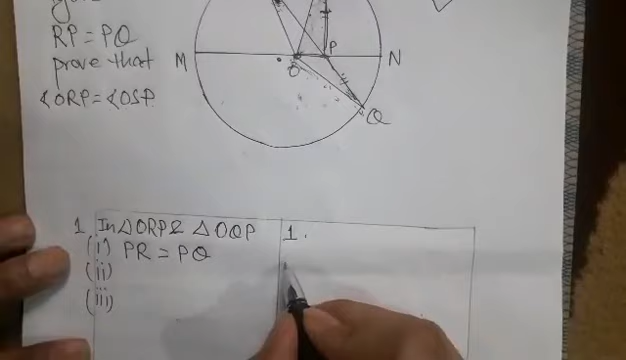 RP = PQ
prove that
∢ORP = ∢OSP.
M
O
P
N
Q
1 In △ORP & △OQP
(i) PR = PQ
(ii)
(iii)
1.